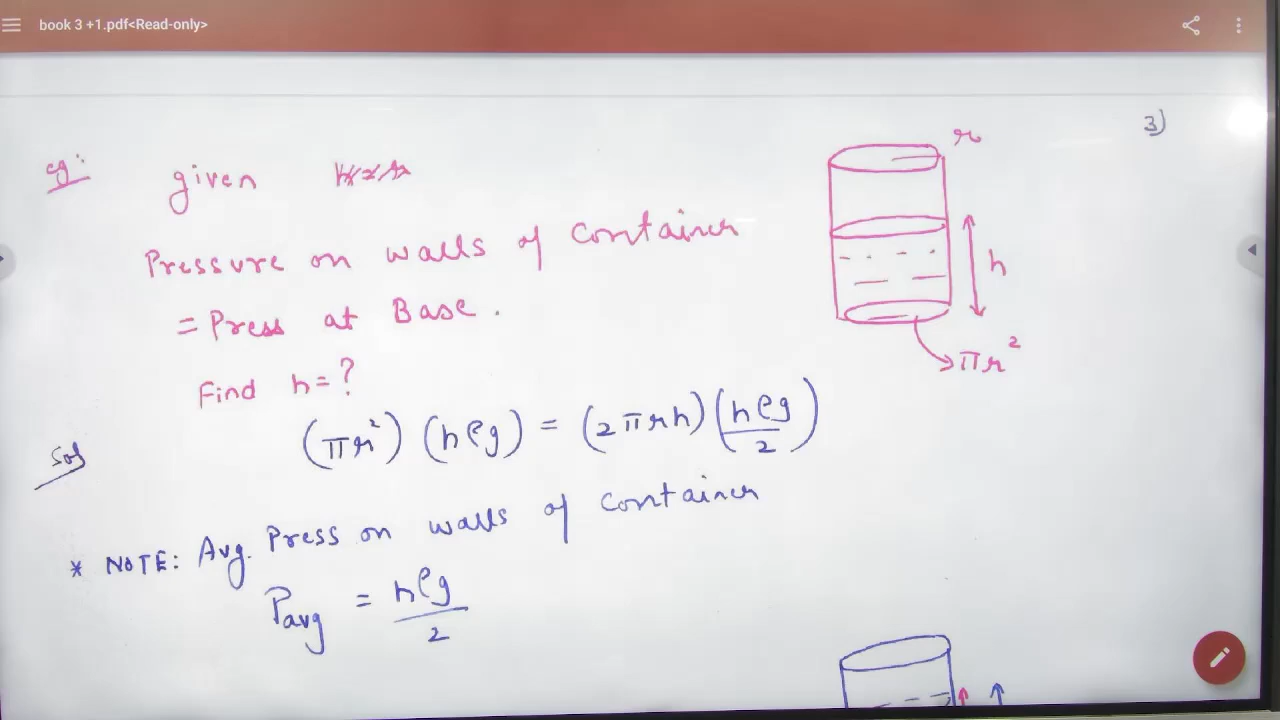 book 3 +1.pdf<Read-only>
3)
eg: given
r
Pressure on walls of container
= Press at Base.
h
πr²
Find h = ?
Sol
(πr²) (hρg) = (2πrh) (hρg/2)
* NOTE: Avg. Press on walls of container
Pavg = hρg/2